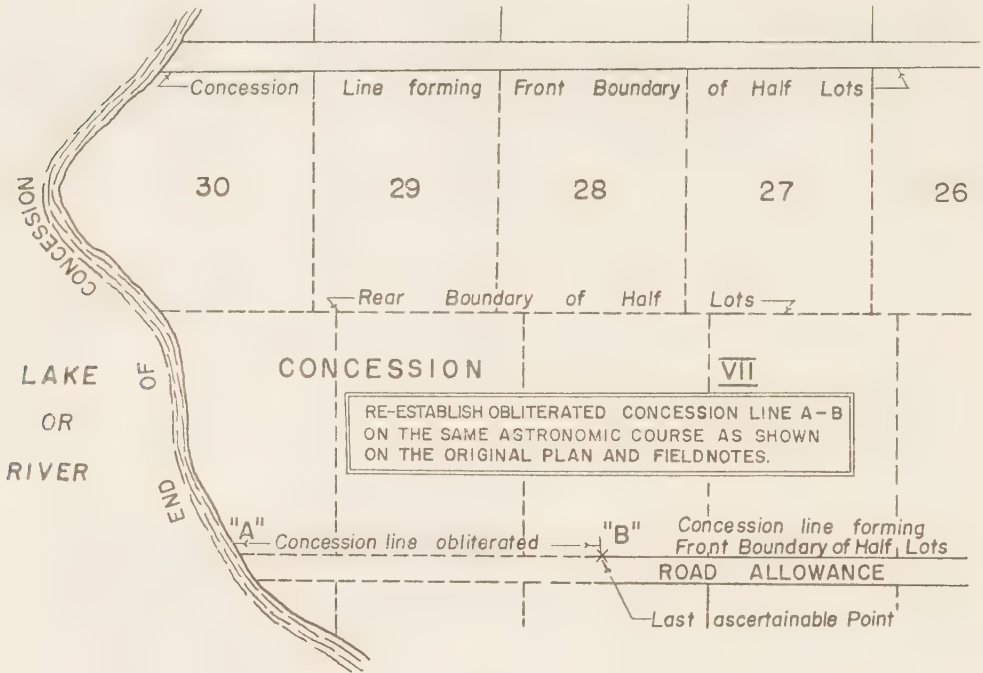 Concession Line forming Front Boundary of Half Lots
30 29 28 27 26
CONCESSION
OF
END
LAKE
OR
RIVER
Rear Boundary of Half Lots
CONCESSION VII
RE-ESTABLISH OBLITERATED CONCESSION LINE A-B
ON THE SAME ASTRONOMIC COURSE AS SHOWN
ON THE ORIGINAL PLAN AND FIELDNOTES.
"A" Concession line obliterated "B"
Concession line forming
Front Boundary of Half Lots
ROAD ALLOWANCE
Last ascertainable Point